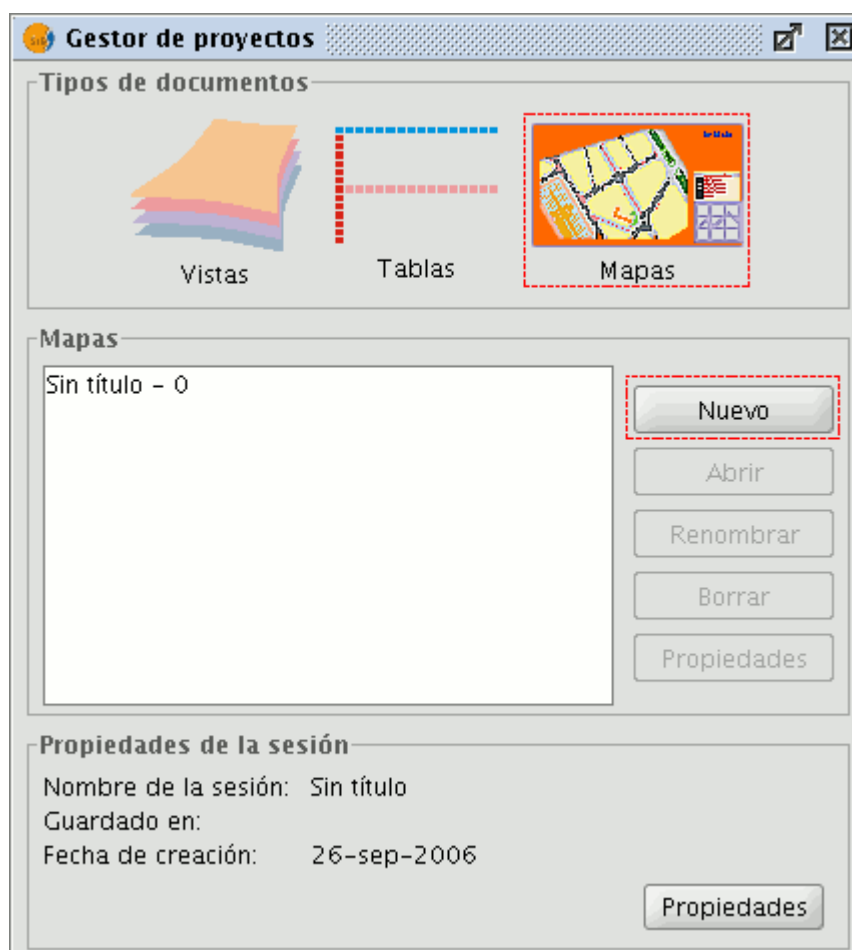 Gestor de proyectos
Tipos de documentos
Vistas
Tablas
Mapas
Mapas
Sin título - 0
Nuevo
Abrir
Renombrar
Borrar
Propiedades
Propiedades de la sesión
Nombre de la sesión: Sin título
Guardado en:
Fecha de creación: 26-sep-2006
Propiedades